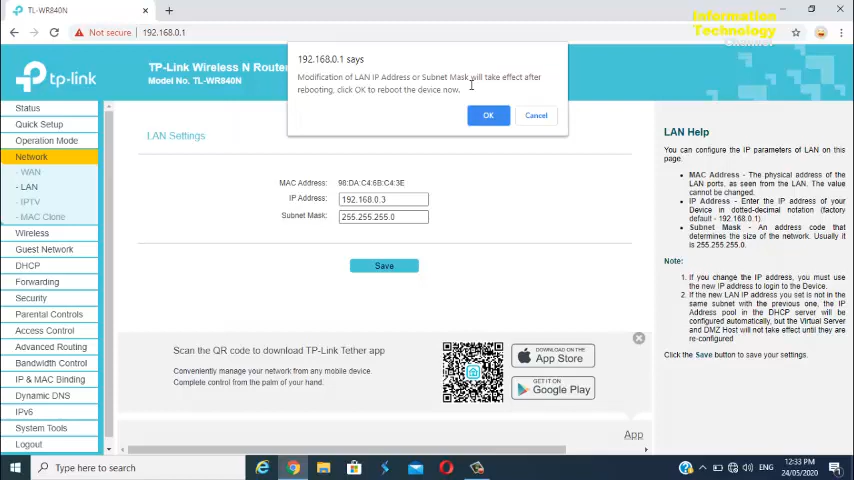 TL-WR840N
Information
Technology
Not secure
192.168.0.1
192.168.0.1 says
Modification of LAN IP Address or Subnet Mask will take effect after
rebooting, click OK to reboot the device now.
OK
Cancel
tp-link
TP-Link Wireless N Route
Model No. TL-WR840N
Status
Quick Setup
Operation Mode
Network
- WAN
- LAN
- IPTV
- MAC Clone
Wireless
Guest Network
DHCP
Forwarding
Security
Parental Controls
Access Control
Advanced Routing
Bandwidth Control
IP & MAC Binding
Dynamic DNS
IPv6
System Tools
Logout
LAN Settings
MAC Address: 98:DA:C4:6B:C4:3E
IP Address: 192.168.0.3
Subnet Mask: 255.255.255.0
Save
Scan the QR code to download TP-Link Tether app
Conveniently manage your network from any mobile device.
Complete control from the palm of your hand.
Download on the
App Store
GET IT ON
Google Play
App
LAN Help
You can configure the IP parameters of LAN on this
page.
• MAC Address - The physical address of the
LAN ports, as seen from the LAN. The value
cannot be changed.
• IP Address - Enter the IP address of your
Device in dotted-decimal notation (factory
default - 192.168.0.1).
• Subnet Mask - An address code that
determines the size of the network. Usually it
is 255.255.255.0.
Note:
1. If you change the IP address, you must use
the new IP address to login to the Device.
2. If the new LAN IP address you set is not in the
same subnet with the previous one, the IP
Address pool in the DHCP server will be
configured automatically, but the Virtual Server
and DMZ Host will not take effect until they are
re-configured.
Click the Save button to save your settings.
Type here to search
ENG
12:33 PM
24/05/2020